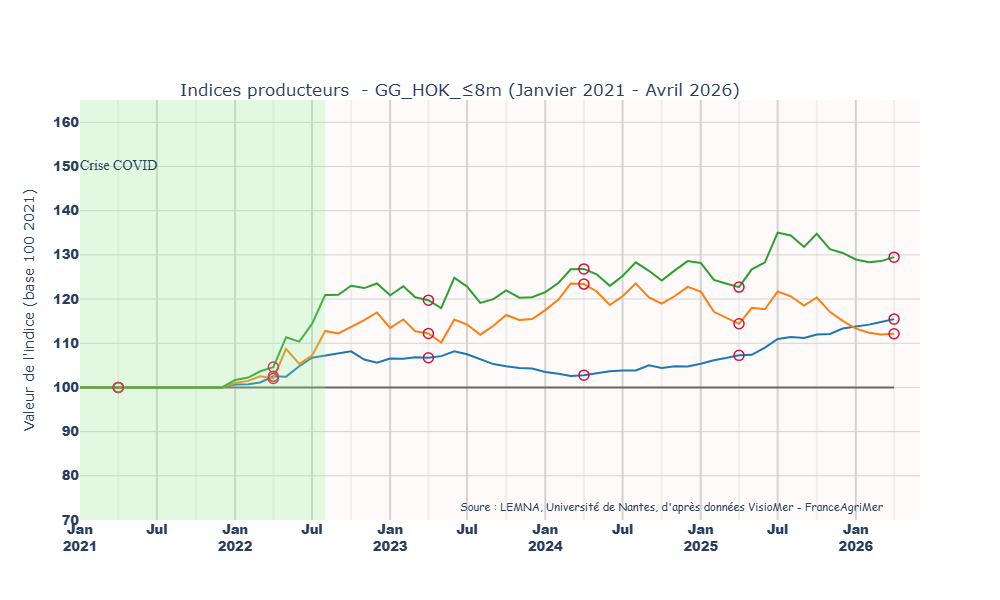 Indices producteurs  - GG_HOK_≤8m (Janvier 2021 - Avril 2026)
Valeur de l'indice (base 100 2021)
160
150
140
130
120
110
100
90
80
70
Crise COVID
Soure : LEMNA, Université de Nantes, d'après données VisioMer - FranceAgriMer
Jan Jul Jan Jul Jan Jul Jan Jul Jan Jul Jan
2021 2022 2023 2024 2025 2026